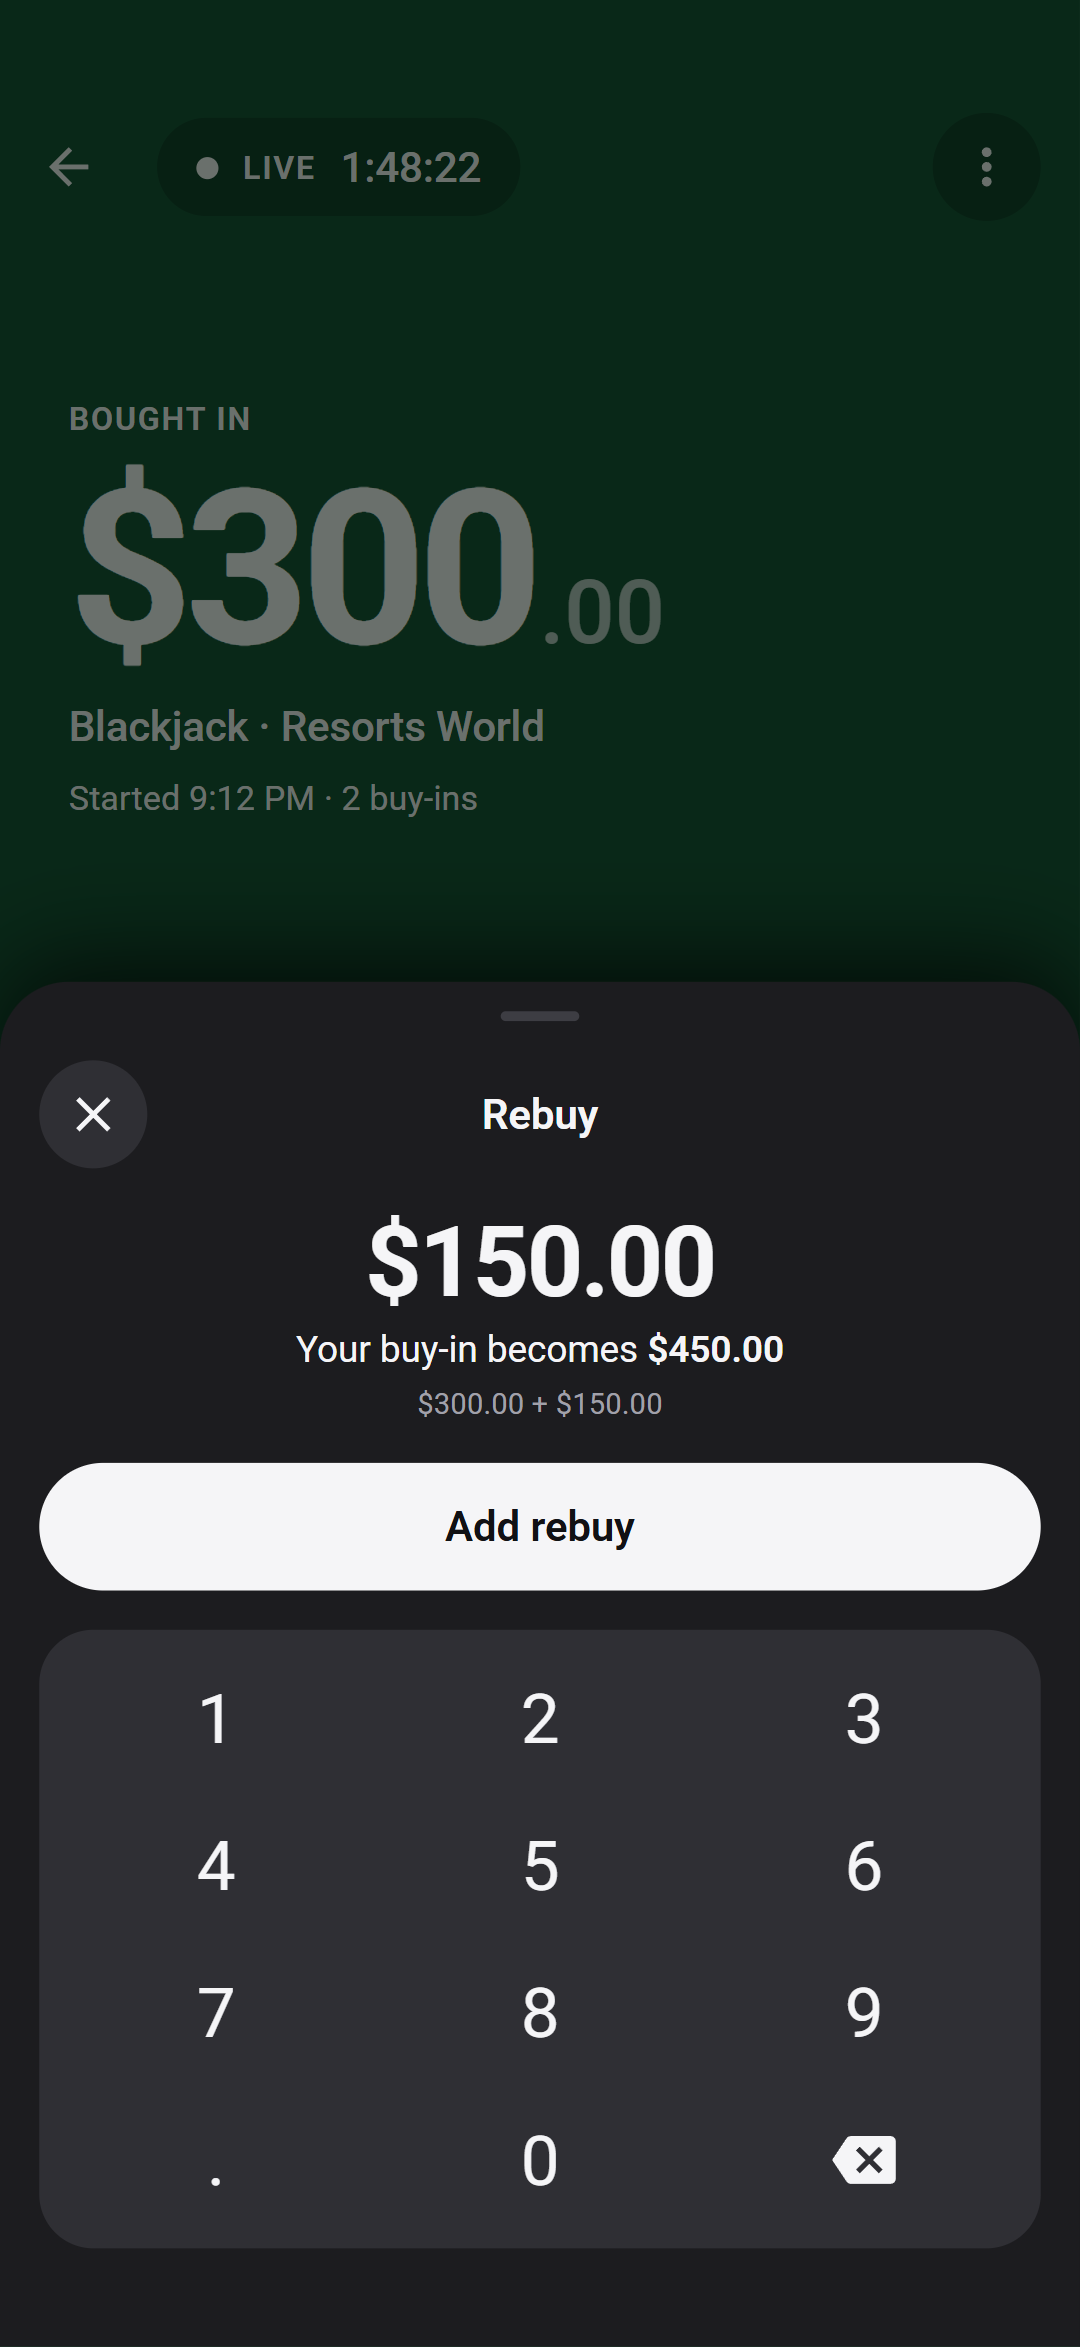 LIVE 1:48:22
BOUGHT IN
$300.00
Blackjack · Resorts World
Started 9:12 PM · 2 buy-ins
Rebuy
$150.00
Your buy-in becomes $450.00
$300.00 + $150.00
Add rebuy
1 2 3
4 5 6
7 8 9
. 0